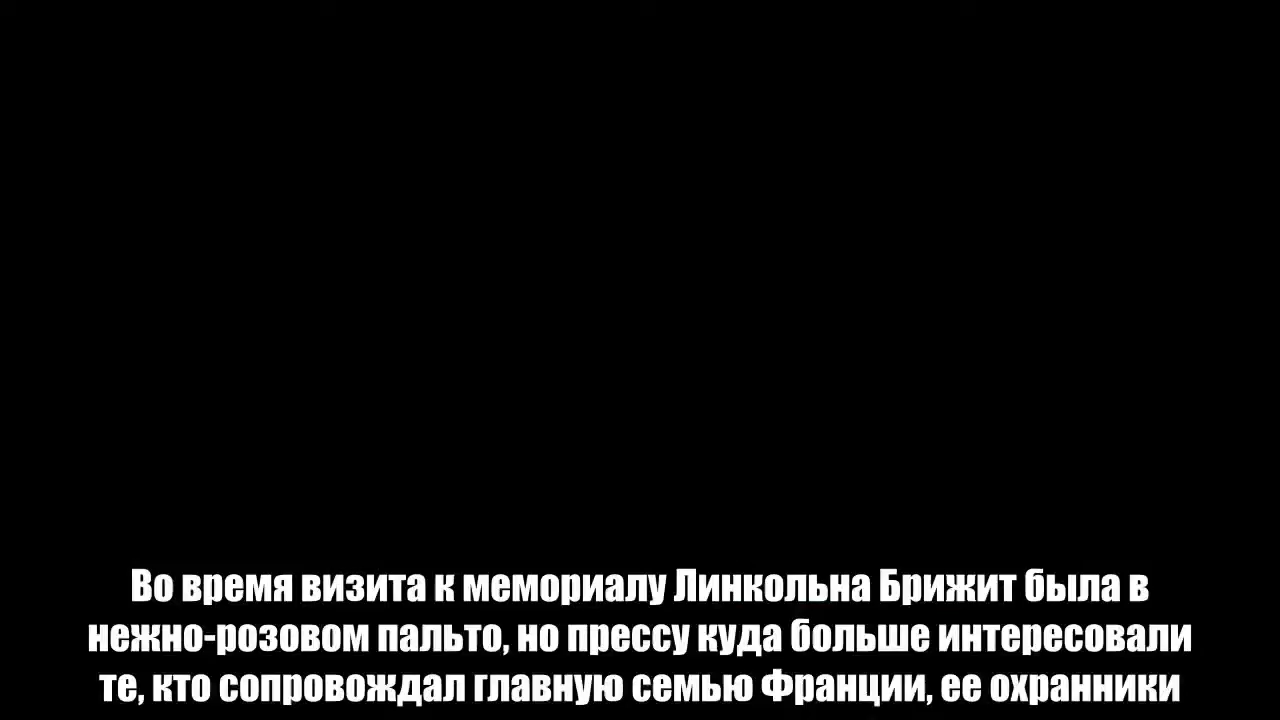 Во время визита к мемориалу Линкольна Брижит была в
нежно-розовом пальто, но прессу куда больше интересовали
те, кто сопровождал главную семью Франции, ее охранники